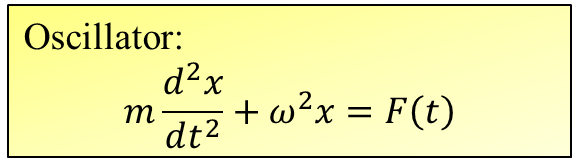 Oscillator:
m d²x/dt² + ω²x = F(t)